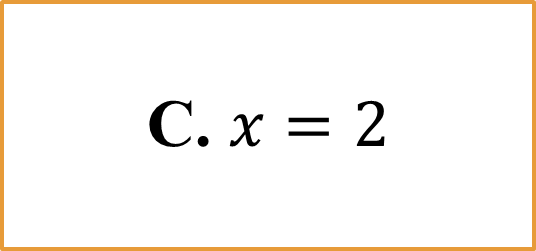 C. x = 2